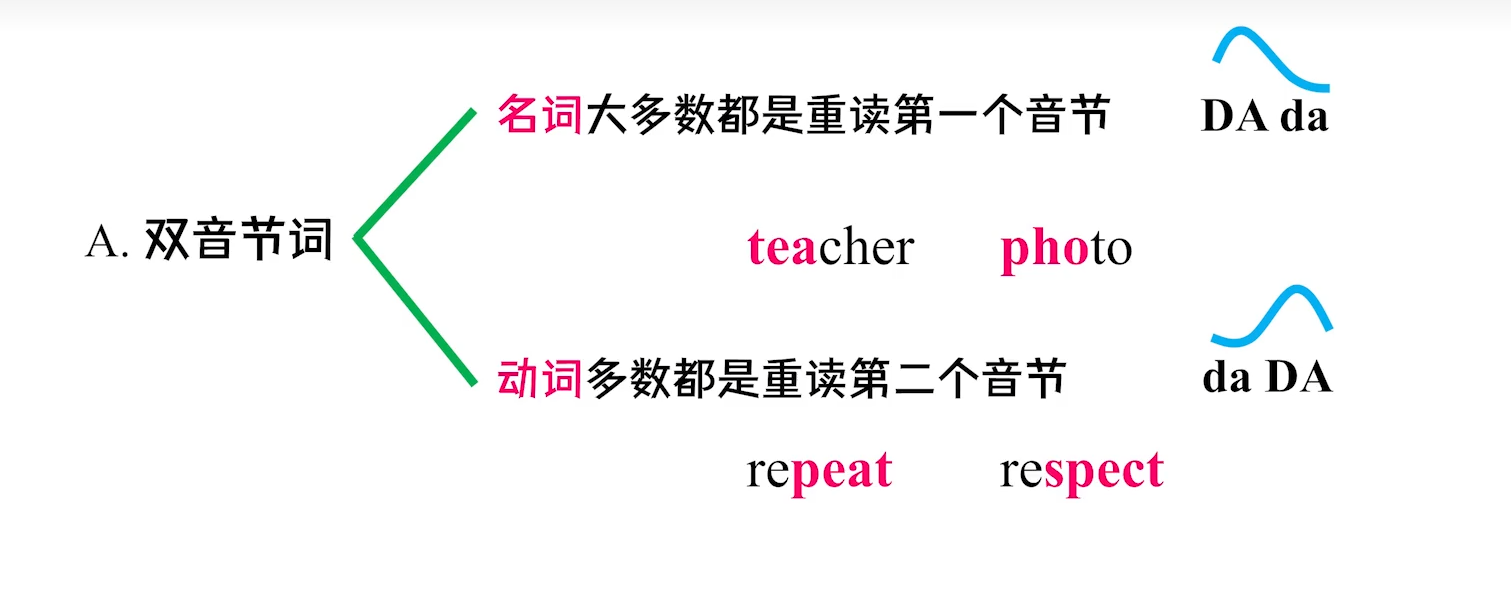 名词大多数都是重读第一个音节 DA da
A. 双音节词
teacher photo
动词多数都是重读第二个音节 da DA
repeat respect